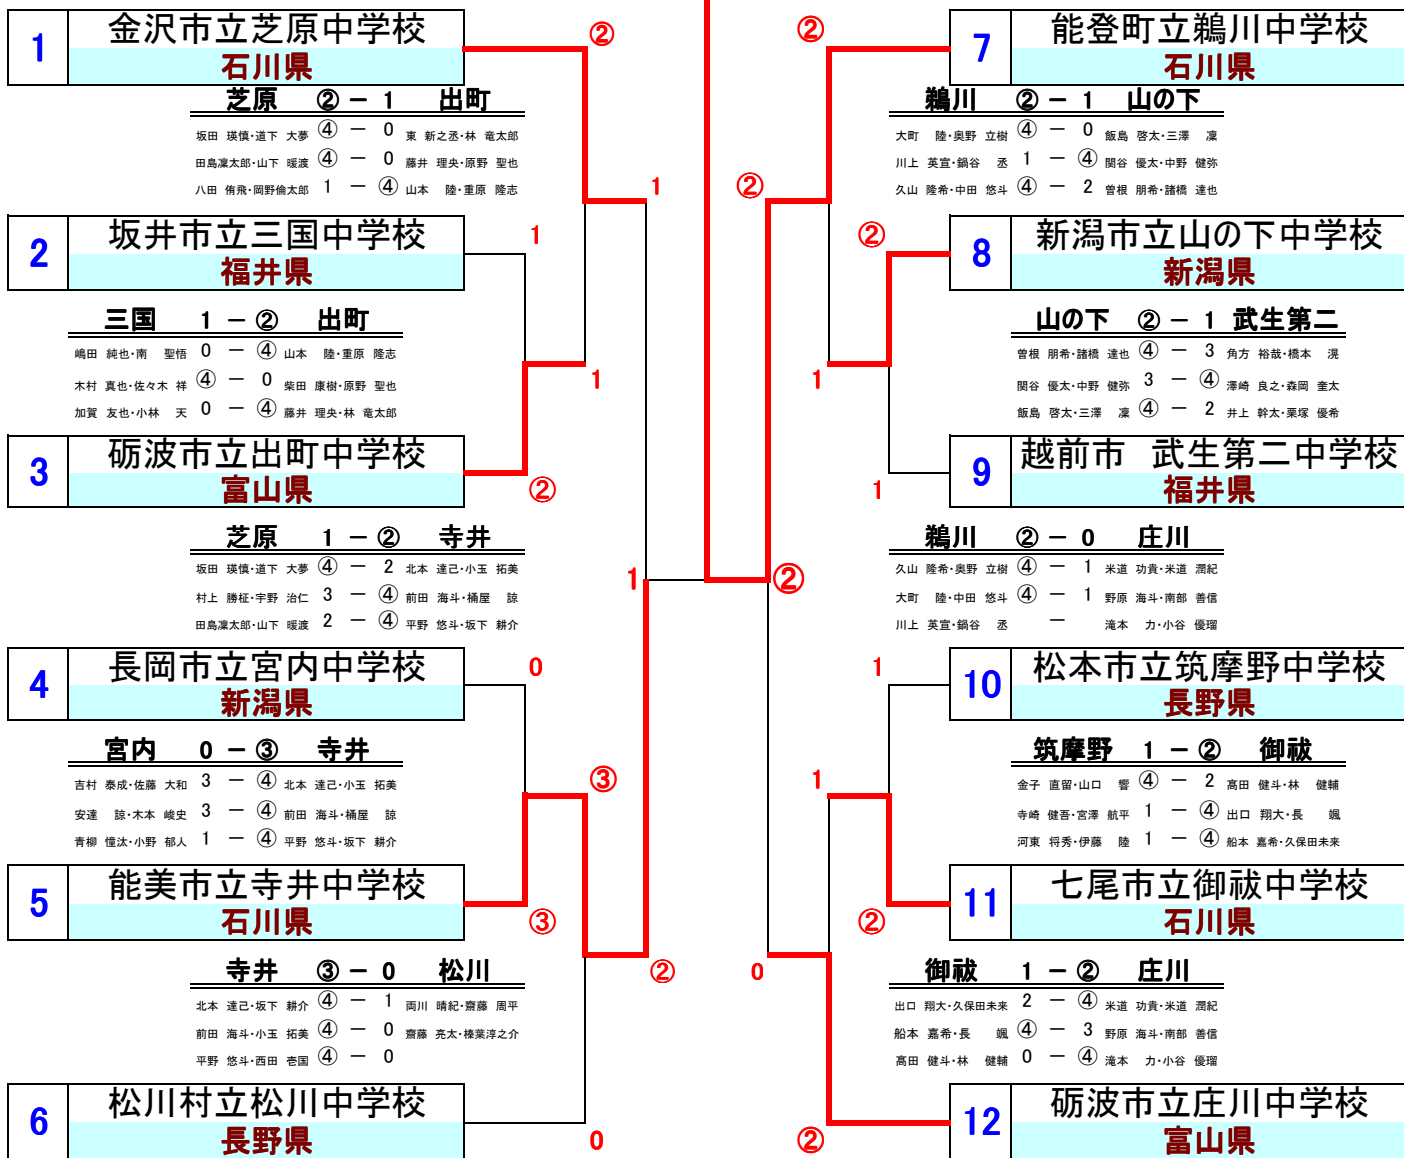 1
金沢市立芝原中学校
石川県
②
芝原 ② － 1 出町
坂田 瑛慎・道下 大夢 ④ － 0 東 新之丞・林 竜太郎
田島凜太郎・山下 暖渡 ④ － 0 藤井 理央・原野 聖也
八田 侑飛・岡野倫太郎 1 － ④ 山本 陸・重原 隆志
1
2
坂井市立三国中学校
福井県
1
三国 1 － ② 出町
嶋田 純也・南 聖悟 0 － ④ 山本 陸・重原 隆志
木村 真也・佐々木 祥 ④ － 0 柴田 康樹・原野 聖也
加賀 友也・小林 天 0 － ④ 藤井 理央・林 竜太郎
1
3
砺波市立出町中学校
富山県
②
芝原 1 － ② 寺井
坂田 瑛慎・道下 大夢 ④ － 2 北本 達己・小玉 拓美
村上 勝柾・宇野 治仁 3 － ④ 前田 海斗・桶屋 諒
田島凜太郎・山下 暖渡 2 － ④ 平野 悠斗・坂下 耕介
1
4
長岡市立宮内中学校
新潟県
0
宮内 0 － ③ 寺井
吉村 泰成・佐藤 大和 3 － ④ 北本 達己・小玉 拓美
安達 諒・木本 峻史 3 － ④ 前田 海斗・桶屋 諒
青柳 憧汰・小野 郁人 1 － ④ 平野 悠斗・坂下 耕介
③
5
能美市立寺井中学校
石川県
③
寺井 ③ － 0 松川
北本 達己・坂下 耕介 ④ － 1 両川 晴紀・齋藤 周平
前田 海斗・小玉 拓美 ④ － 0 齋藤 亮太・榛葉淳之介
平野 悠斗・西田 壱国 ④ － 0
②
6
松川村立松川中学校
長野県
0
7
能登町立鵜川中学校
石川県
②
鵜川 ② － 1 山の下
大町 陸・奥野 立樹 ④ － 0 飯島 啓太・三澤 凜
川上 英宣・鍋谷 丞 1 － ④ 関谷 優太・中野 健弥
久山 隆希・中田 悠斗 ④ － 2 曽根 朋希・諸橋 達也
②
8
新潟市立山の下中学校
新潟県
②
山の下 ② － 1 武生第二
曽根 朋希・諸橋 達也 ④ － 3 角方 裕哉・橋本 滉
関谷 優太・中野 健弥 3 － ④ 澤崎 良之・森岡 奎太
飯島 啓太・三澤 凜 ④ － 2 井上 幹太・栗塚 優希
1
9
越前市 武生第二中学校
福井県
1
鵜川 ② － 0 庄川
久山 隆希・奥野 立樹 ④ － 1 米道 功貴・米道 潤紀
大町 陸・中田 悠斗 ④ － 1 野原 海斗・南部 善信
川上 英宣・鍋谷 丞 － 滝本 力・小谷 優瑠
②
10
松本市立筑摩野中学校
長野県
1
筑摩野 1 － ② 御祓
金子 直留・山口 響 ④ － 2 髙田 健斗・林 健輔
寺崎 健吾・宮澤 航平 1 － ④ 出口 翔大・長 颯
河東 将秀・伊藤 陸 1 － ④ 船本 嘉希・久保田未来
1
11
七尾市立御祓中学校
石川県
②
御祓 1 － ② 庄川
出口 翔大・久保田未来 2 － ④ 米道 功貴・米道 潤紀
船本 嘉希・長 颯 ④ － 3 野原 海斗・南部 善信
髙田 健斗・林 健輔 0 － ④ 滝本 力・小谷 優瑠
0
12
砺波市立庄川中学校
富山県
②